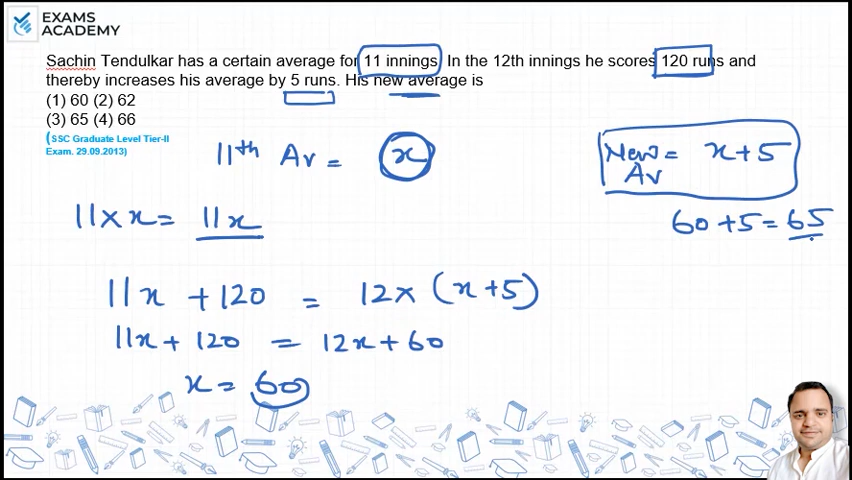 EXAMS
ACADEMY
Sachin Tendulkar has a certain average for 11 innings. In the 12th innings he scores 120 runs and
thereby increases his average by 5 runs. His new average is
(1) 60 (2) 62
(3) 65 (4) 66
(SSC Graduate Level Tier-II
Exam. 29.09.2013)
11th Av = x
New Av = x+5
11×x = 11x
60+5=65
11x + 120 = 12×(x+5)
11x + 120 = 12x + 60
x = 60